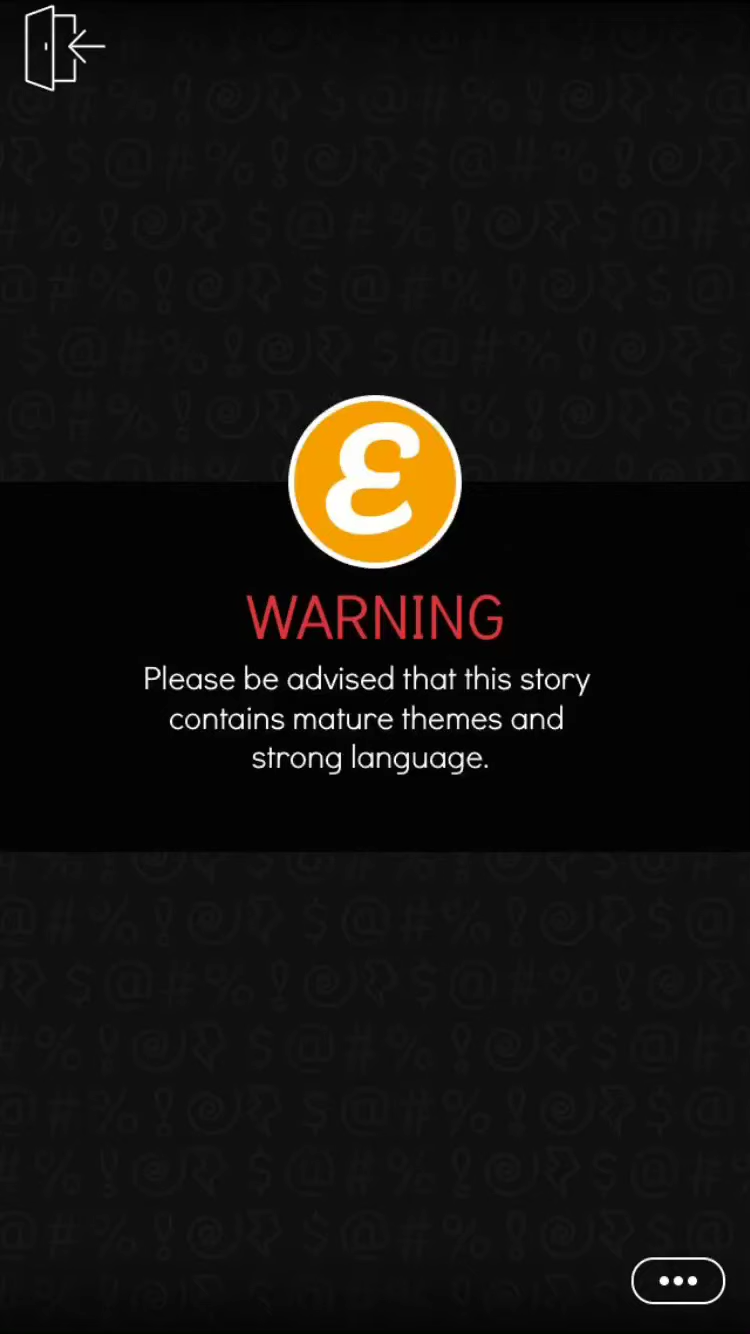 ε
WARNING
Please be advised that this story
contains mature themes and
strong language.